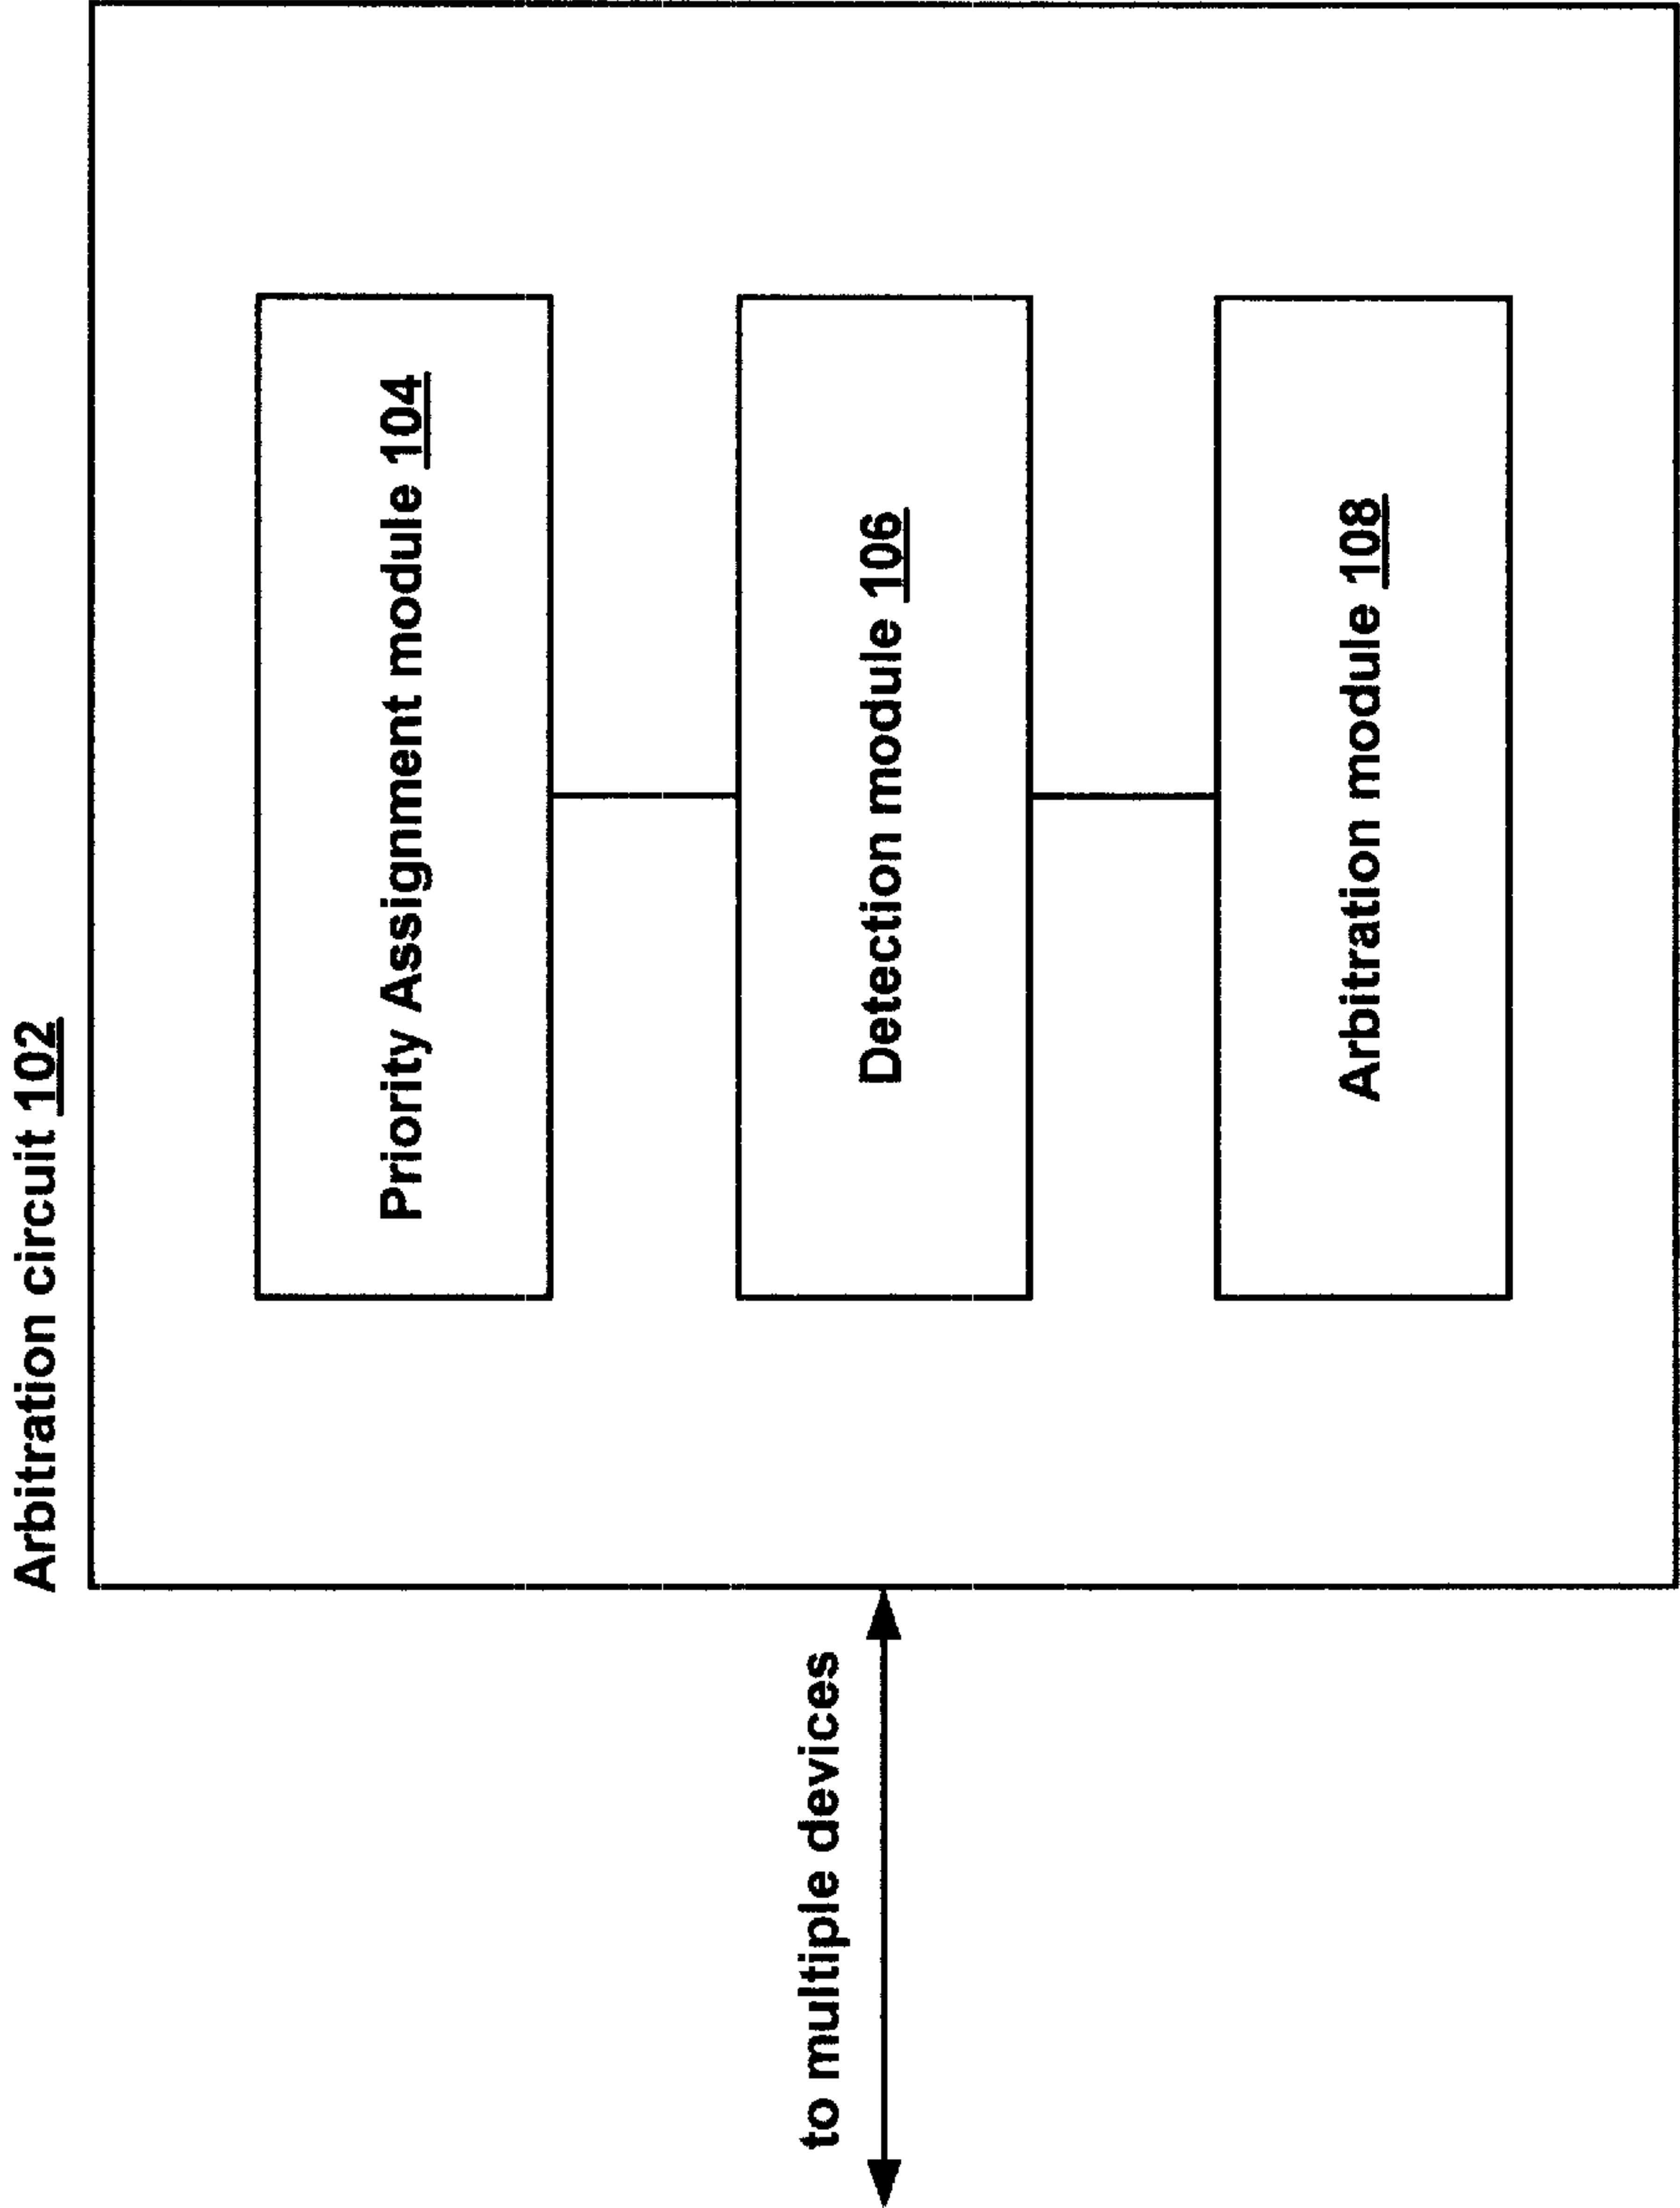 Arbitration circuit 102
Priority Assignment module 104
to multiple devices
Detection module 106
Arbitration module 108